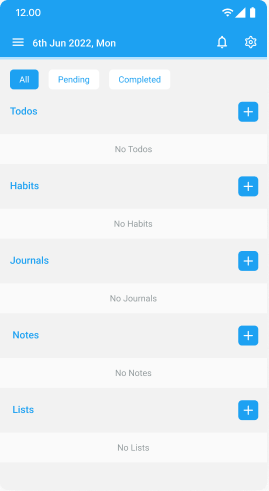 12.00
6th Jun 2022, Mon
All Pending Completed
Todos
No Todos
Habits
No Habits
Journals
No Journals
Notes
No Notes
Lists
No Lists